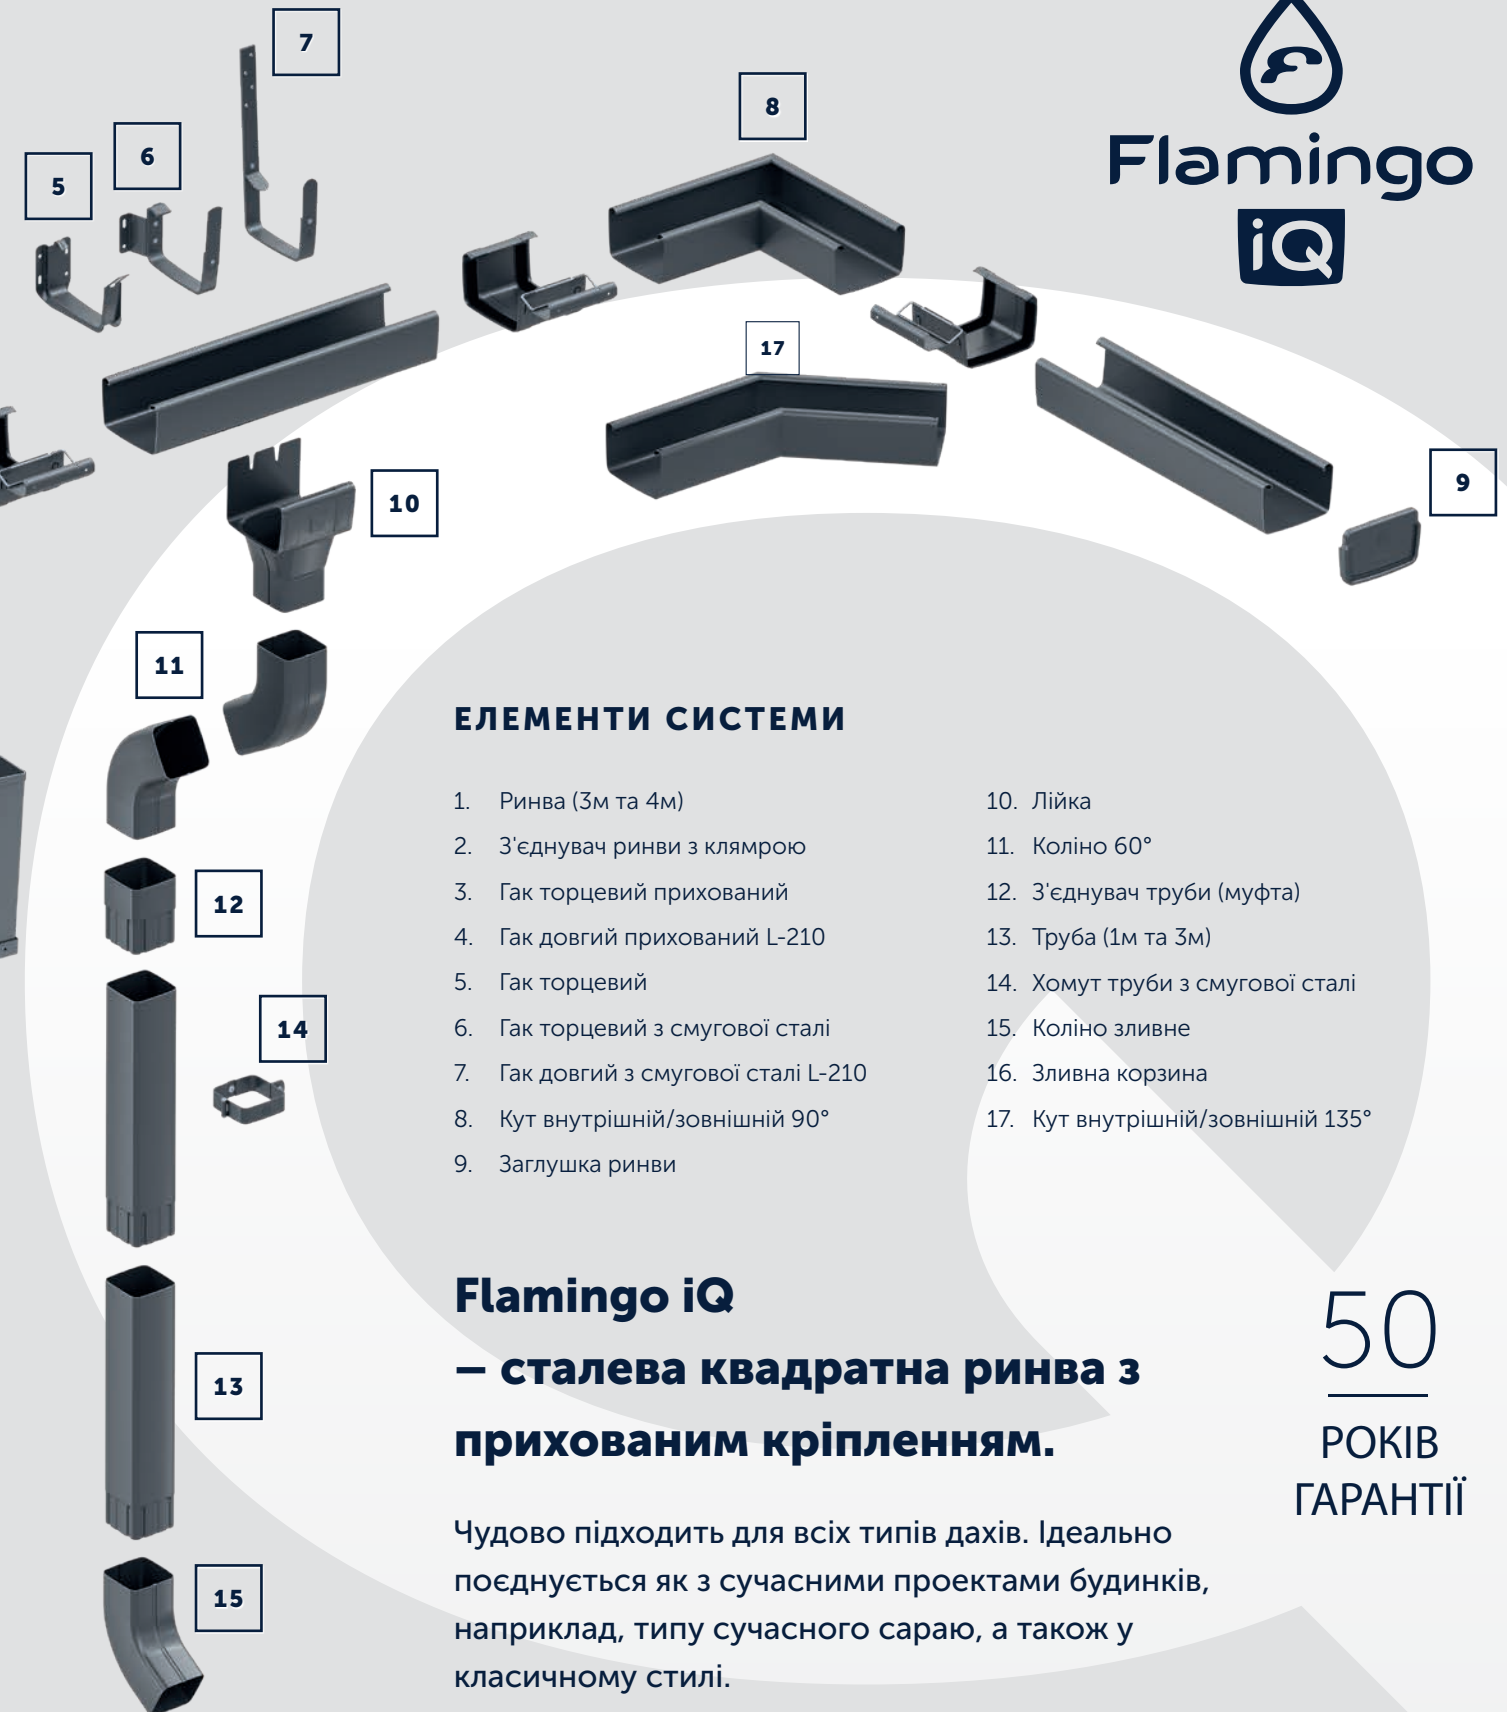 7
8
6
5
Flamingo
iQ
17
9
10
11
12
14
13
15
ЕЛЕМЕНТИ СИСТЕМИ
1. Ринва (3м та 4м)
2. З'єднувач ринви з клямрою
3. Гак торцевий прихований
4. Гак довгий прихований L-210
5. Гак торцевий
6. Гак торцевий з смугової сталі
7. Гак довгий з смугової сталі L-210
8. Кут внутрішній/зовнішній 90°
9. Заглушка ринви
10. Лійка
11. Коліно 60°
12. З'єднувач труби (муфта)
13. Труба (1м та 3м)
14. Хомут труби з смугової сталі
15. Коліно зливне
16. Зливна корзина
17. Кут внутрішній/зовнішній 135°
Flamingo iQ
– сталева квадратна ринва з
прихованим кріпленням.
50
РОКІВ
ГАРАНТІЇ
Чудово підходить для всіх типів дахів. Ідеально
поєднується як з сучасними проектами будинків,
наприклад, типу сучасного сараю, а також у
класичному стилі.